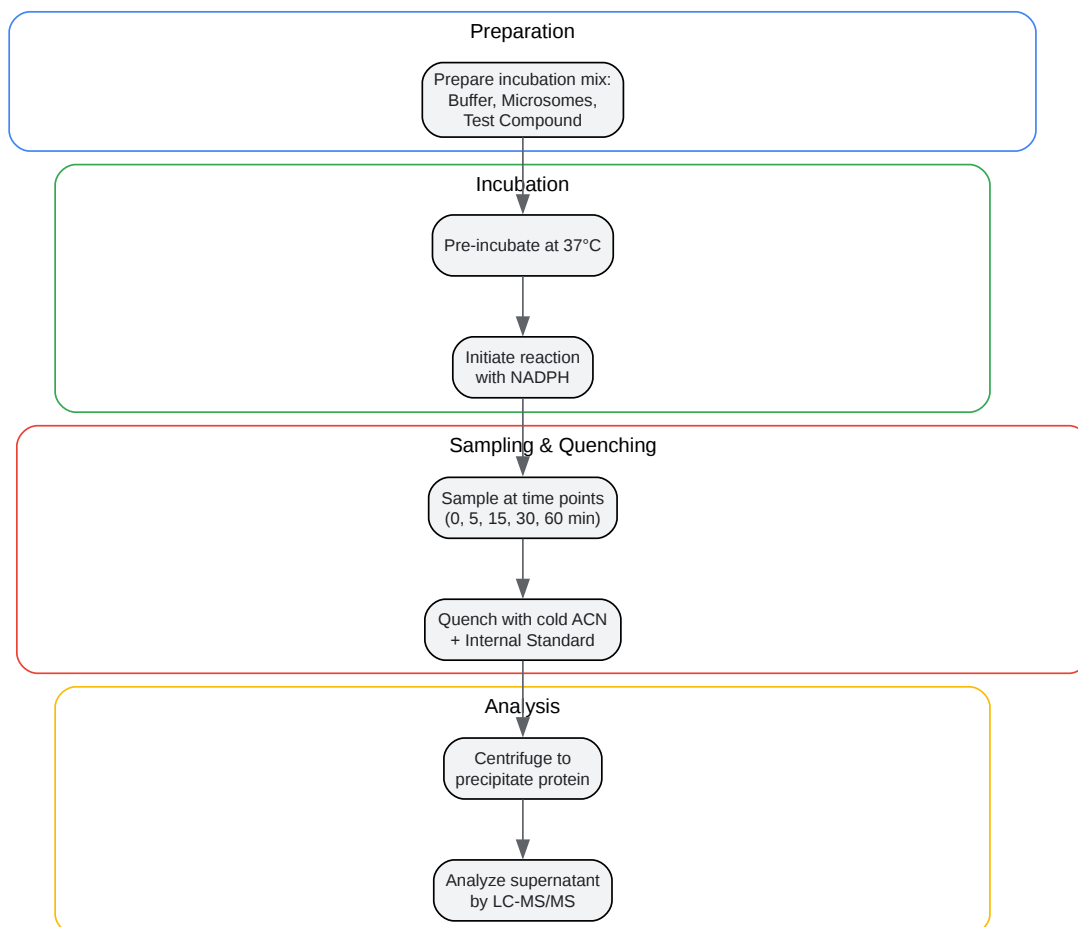 Preparation
Prepare incubation mix:
Buffer, Microsomes,
Test Compound
Incubation
Pre-incubate at 37°C
Initiate reaction
with NADPH
Sampling & Quenching
Sample at time points
(0, 5, 15, 30, 60 min)
Quench with cold ACN
+ Internal Standard
Analysis
Centrifuge to
precipitate protein
Analyze supernatant
by LC-MS/MS